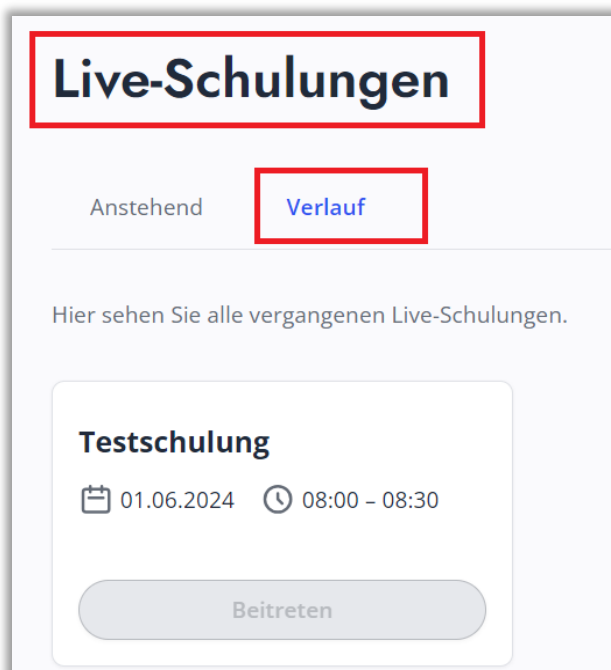 Live-Schulungen
Anstehend Verlauf
Hier sehen Sie alle vergangenen Live-Schulungen.
Testschulung
01.06.2024 08:00 – 08:30
Beitreten